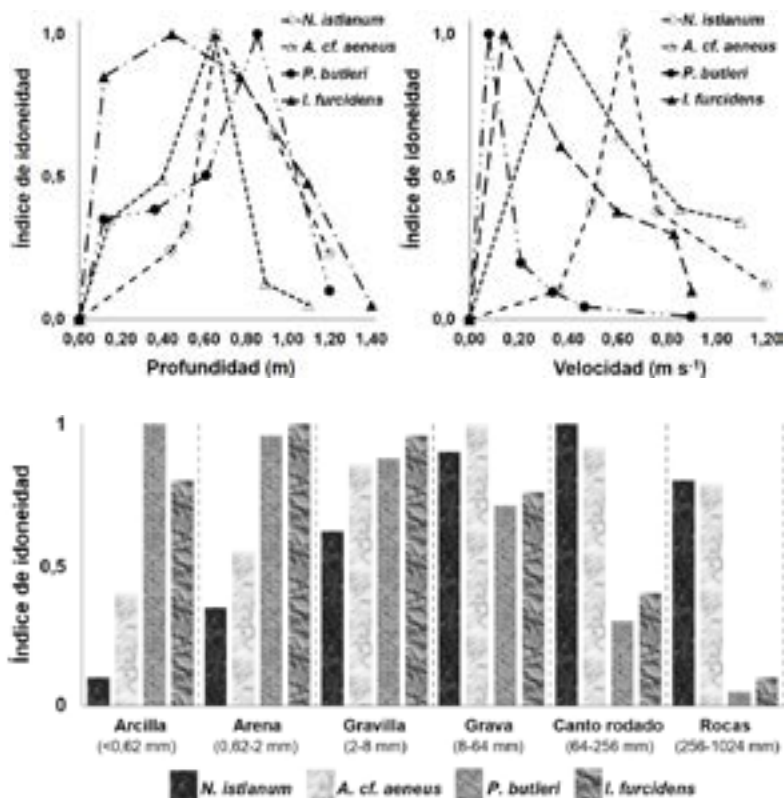 N. istlanum
A. cf. aeneus
P. butleri
I. furcidens
Índice de idoneidad
1,0
0,5
0,0
0,00 0,20 0,40 0,60 0,80 1,00 1,20 1,40
Profundidad (m)
N. istlanum
A. cf. aeneus
P. butleri
I. furcidens
Índice de idoneidad
1,0
0,5
0,0
0,00 0,20 0,40 0,60 0,80 1,00 1,20
Velocidad (m s-1)
Índice de idoneidad
1
0,5
0
Arcilla Arena Gravilla Grava Canto rodado Rocas
(<0,62 mm) (0,62-2 mm) (2-8 mm) (8-64 mm) (64-256 mm) (256-1024 mm)
N. istlanum A. cf. aeneus P. butleri I. furcidens